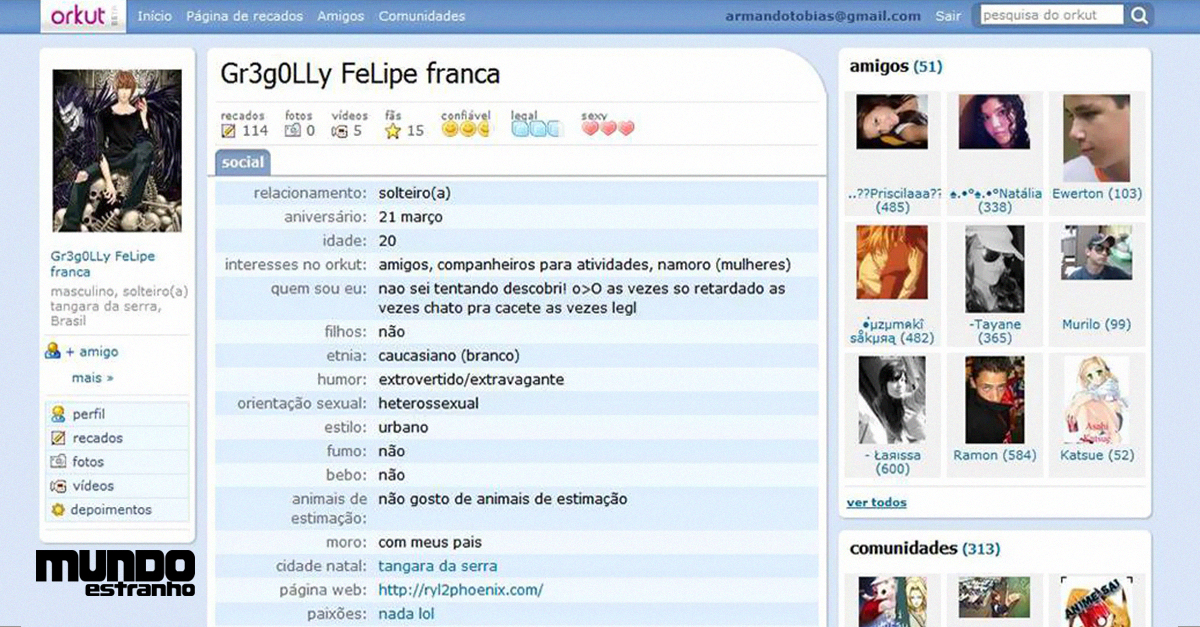 orkut BETA
Início Página de recados Amigos Comunidades
armandotobias@gmail.com Sair pesquisa do orkut
Gr3g0LLy FeLipe
franca
masculino, solteiro(a)
tangara da serra,
Brasil
+ amigo
mais »
perfil
recados
fotos
vídeos
depoimentos
MUNDO
estranho
Gr3g0LLy FeLipe franca
recados fotos vídeos fãs confiável legal sexy
114 0 5 15
social
relacionamento: solteiro(a)
aniversário: 21 março
idade: 20
interesses no orkut: amigos, companheiros para atividades, namoro (mulheres)
quem sou eu: nao sei tentando descobri! o>O as vezes so retardado as
vezes chato pra cacete as vezes legl
filhos: não
etnia: caucasiano (branco)
humor: extrovertido/extravagante
orientação sexual: heterossexual
estilo: urbano
fumo: não
bebo: não
animais de não gosto de animais de estimação
estimação:
moro: com meus pais
cidade natal: tangara da serra
página web: http://ryl2phoenix.com/
paixões: nada lol
amigos (51)
..??Priscilaaa?? ♠.•°♠.•°Natália Ewerton (103)
(485) (338)
-Tayane Murilo (99)
(482) (365)
- Łaяıssa Ramon (584) Katsue (52)
(600)
Asahi
Katsue
ver todos
comunidades (313)
ANIME SAI